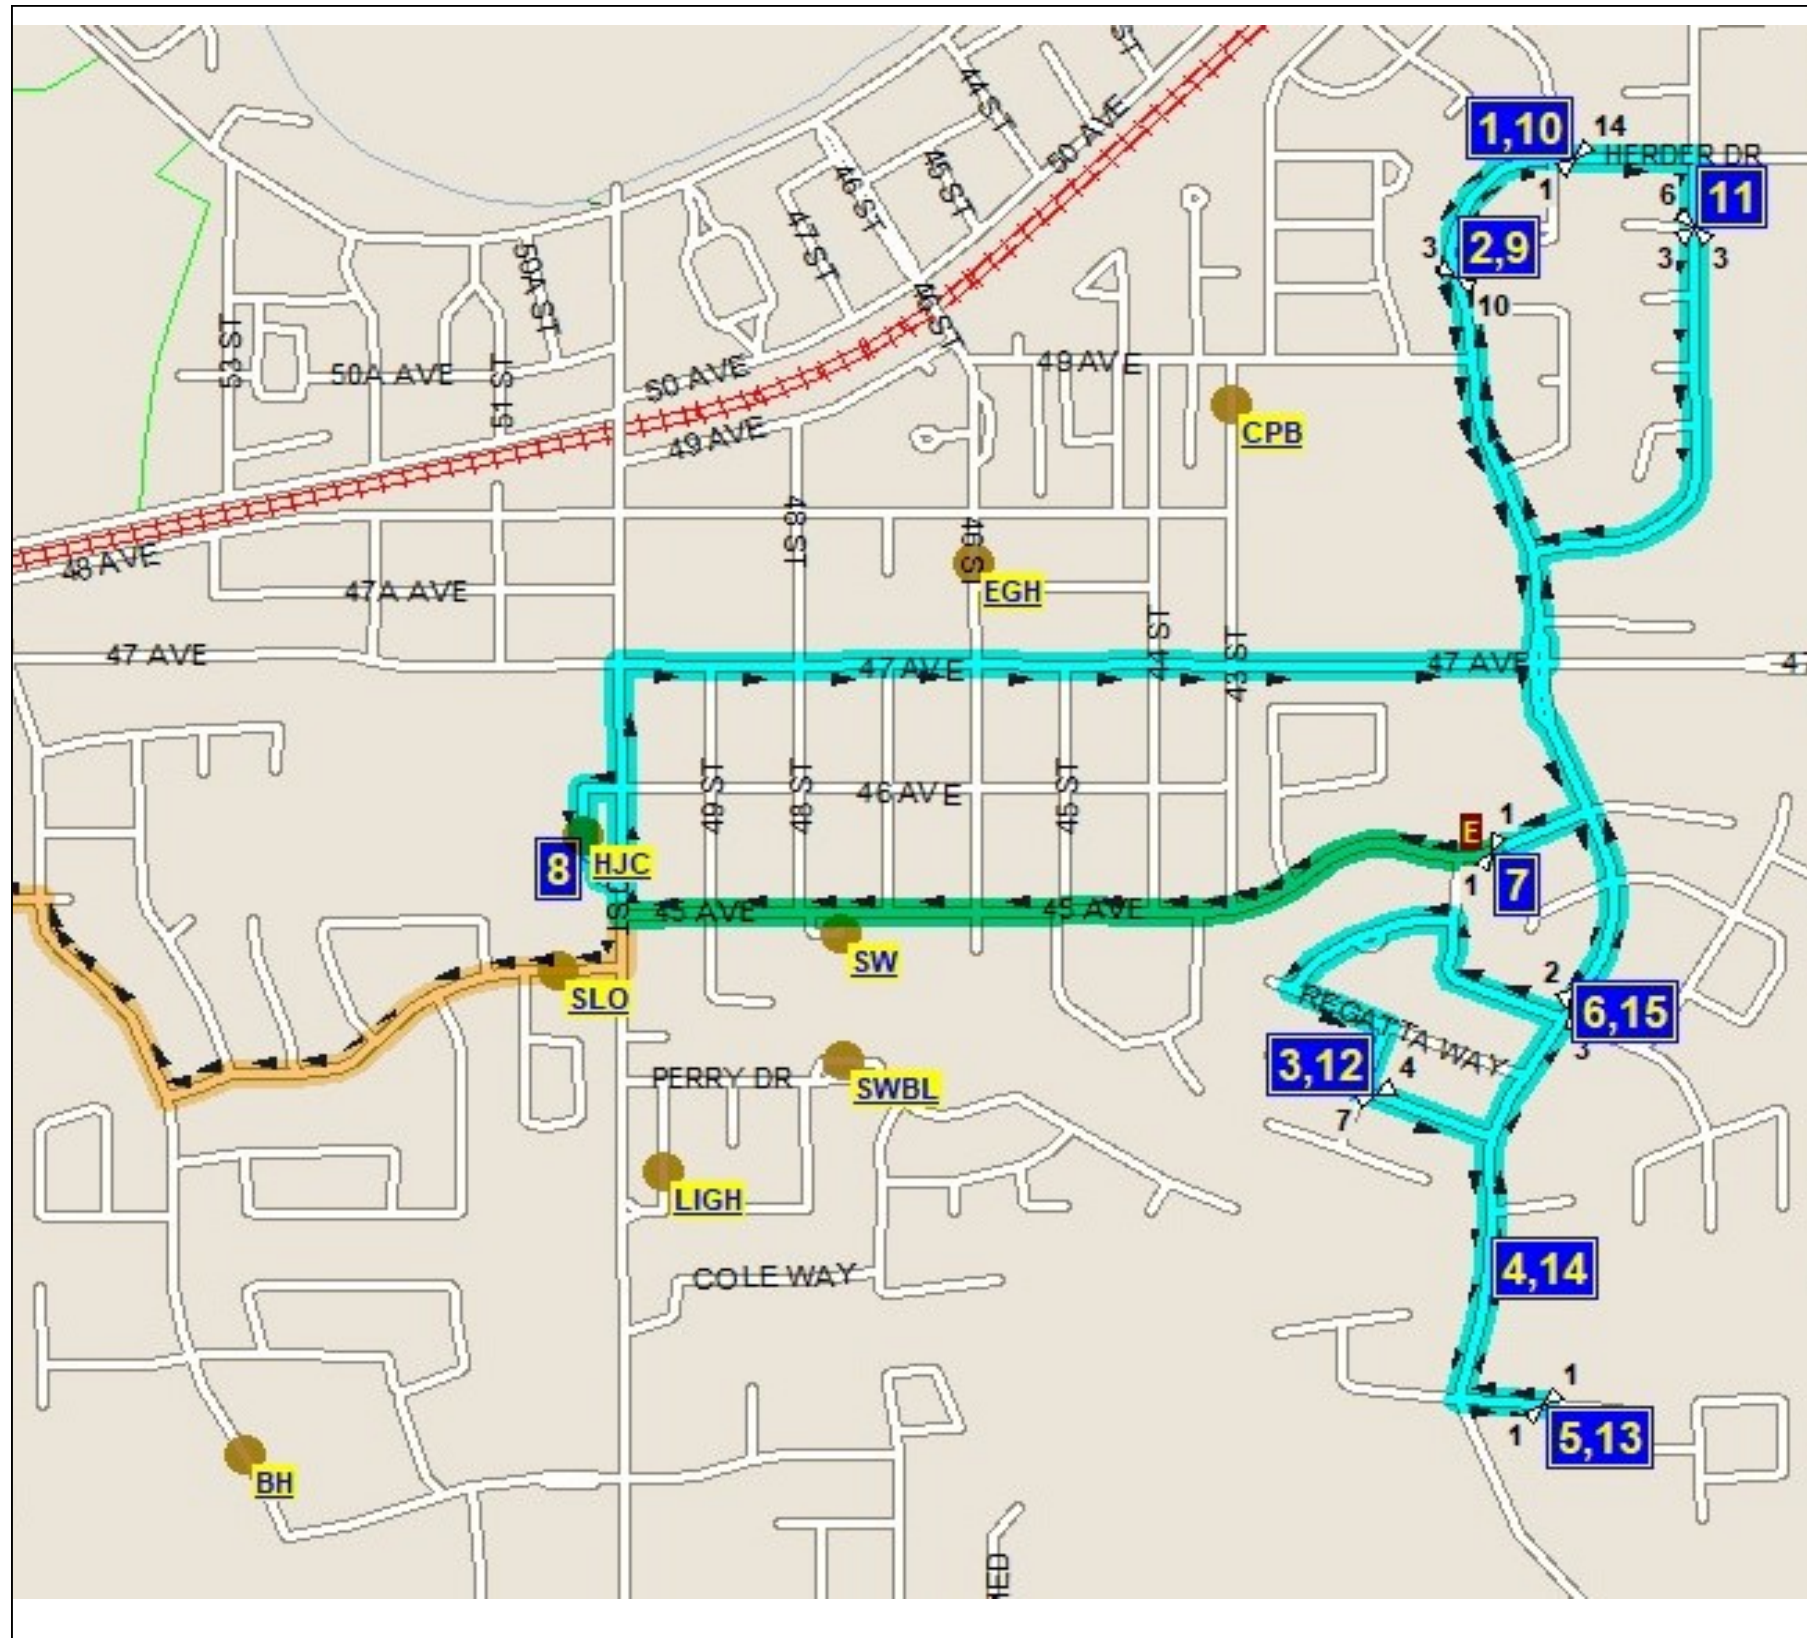 ST
44 ST
50 AVE
1,10
14
HERDER DR
1
6
11
45 ST
46 ST
47 ST
50A ST
3
2,9
3
3
10
46 ST
53 ST
50A AVE
51 ST
50 AVE
49 AVE
49 AVE
CPB
48 ST
46 ST
48 AVE
47A AVE
EGH
44 ST
43 ST
47 AVE
47 AVE
47 AVE
47
49 ST
48 ST
46 AVE
45 ST
E
1
8
HJC
1
7
ST
45 AVE
45 AVE
SW
SLO
2
REGATTA WAY
6,15
3
PERRY DR
SWBL
3,12
4
7
LIGH
COLE WAY
4,14
1
1
5,13
BH
MED